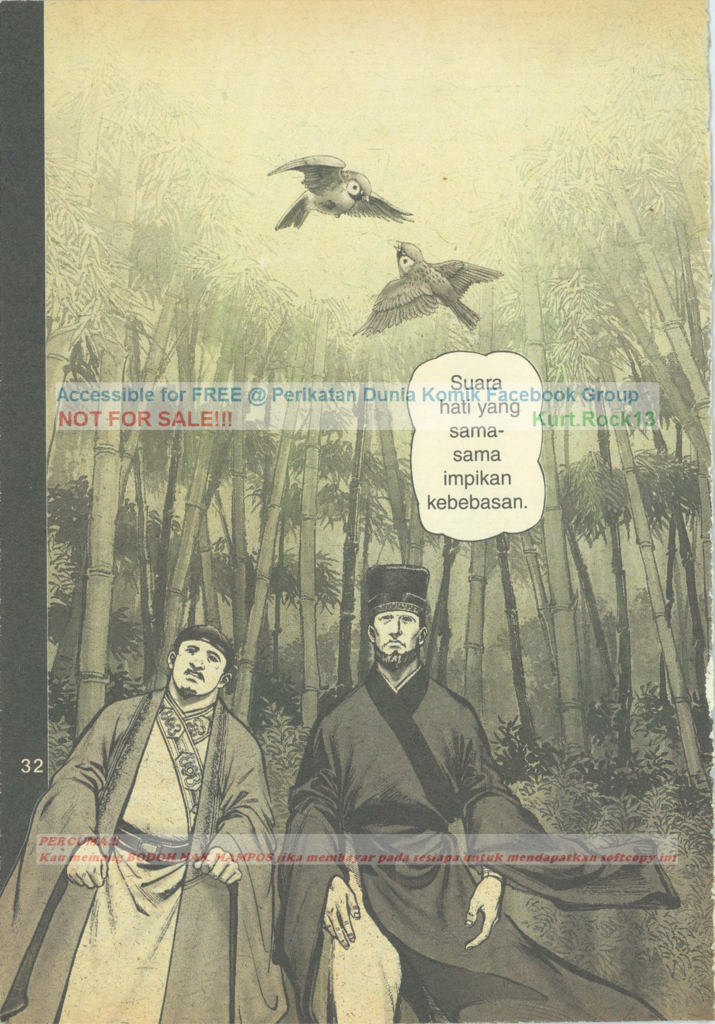 Suara
hati yang
sama-
sama
impikan
kebebasan.
Accessible for FREE @ Perikatan Dunia Komik Facebook Group
NOT FOR SALE!!! Kurt.Rock13
32
PERCUMA!!
Kau memang BODOH NAK MAMPOS jika membayar pada sesiapa untuk mendapatkan softcopy ini